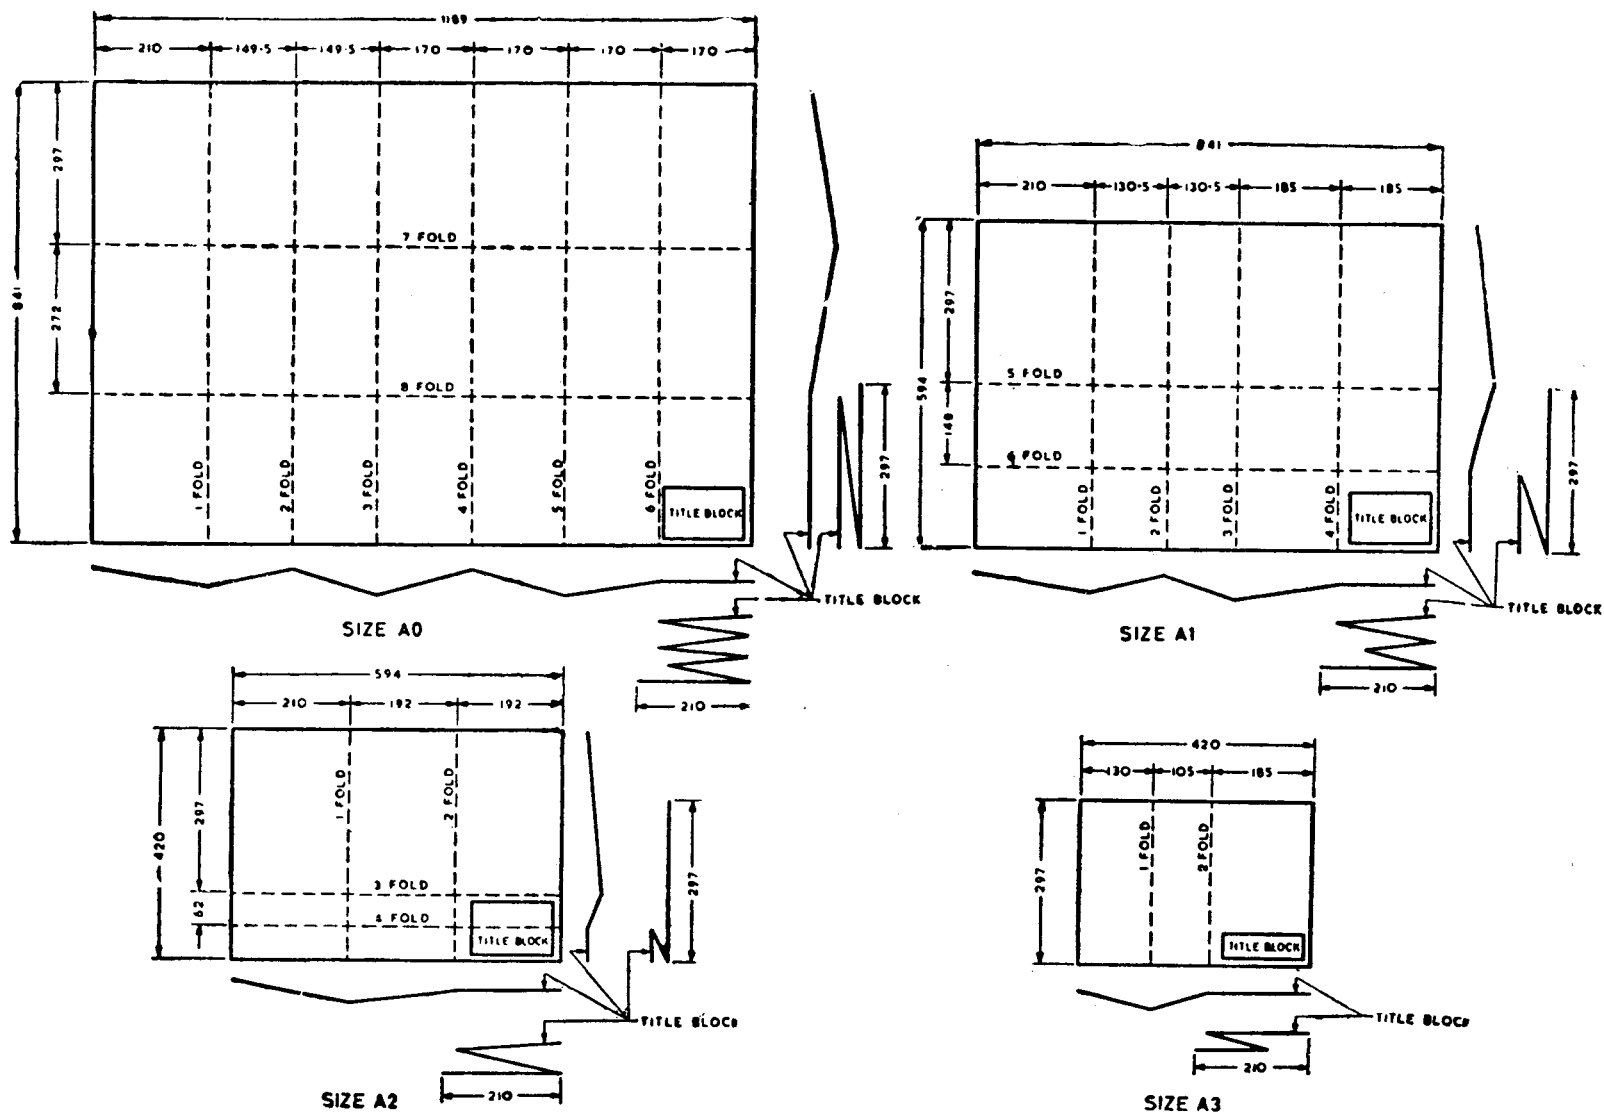 1189
210 149·5 149·5 170 170 170 170
297
841
272
7 FOLD
8 FOLD
1 FOLD
2 FOLD
3 FOLD
4 FOLD
5 FOLD
6 FOLD
TITLE BLOCK
297
TITLE BLOCK
SIZE A0
210
841
210 130·5 130·5 185 185
594
297
148
5 FOLD
6 FOLD
1 FOLD
2 FOLD
3 FOLD
4 FOLD
TITLE BLOCK
297
TITLE BLOCK
SIZE A1
210
594
210 192 192
420
297
62
1 FOLD
2 FOLD
3 FOLD
4 FOLD
TITLE BLOCK
297
TITLE BLOCK
210
SIZE A2
420
130 105 185
297
1 FOLD
2 FOLD
TITLE BLOCK
TITLE BLOCK
210
SIZE A3